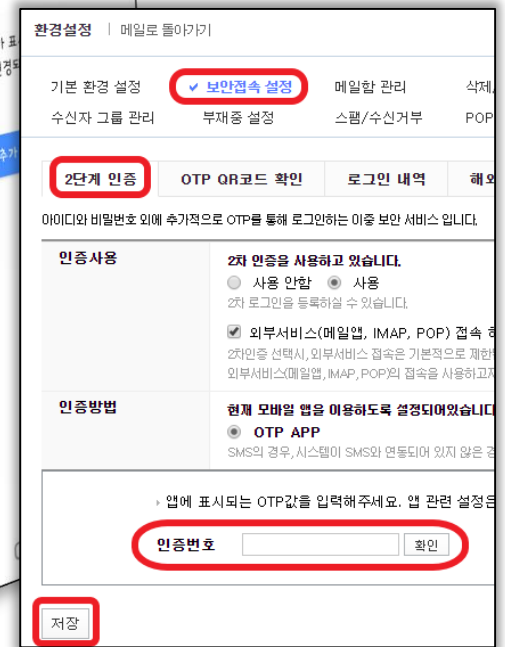 환경설정 | 메일로 돌아가기
기본 환경 설정 ✔ 보안접속 설정 메일함 관리 삭제
수신자 그룹 관리 부재중 설정 스팸/수신거부 POP
추가
2단계 인증 OTP QR코드 확인 로그인 내역 해외
아이디와 비밀번호 외에 추가적으로 OTP를 통해 로그인하는 이중 보안 서비스 입니다.
인증사용 2차 인증을 사용하고 있습니다.
사용 안함 사용
2차 로그인을 등록하실 수 있습니다.
외부서비스(메일앱, IMAP, POP) 접속
2차인증 선택시, 외부서비스 접속은 기본적으로 제한
외부서비스(메일앱, IMAP, POP)의 접속을 사용하고자
인증방법 현재 모바일 앱을 이용하도록 설정되어있습니다
OTP APP
SMS의 경우, 시스템이 SMS와 연동되어 있지 않은
› 앱에 표시되는 OTP값을 입력해주세요. 앱 관련 설정은
인증번호 확인
저장